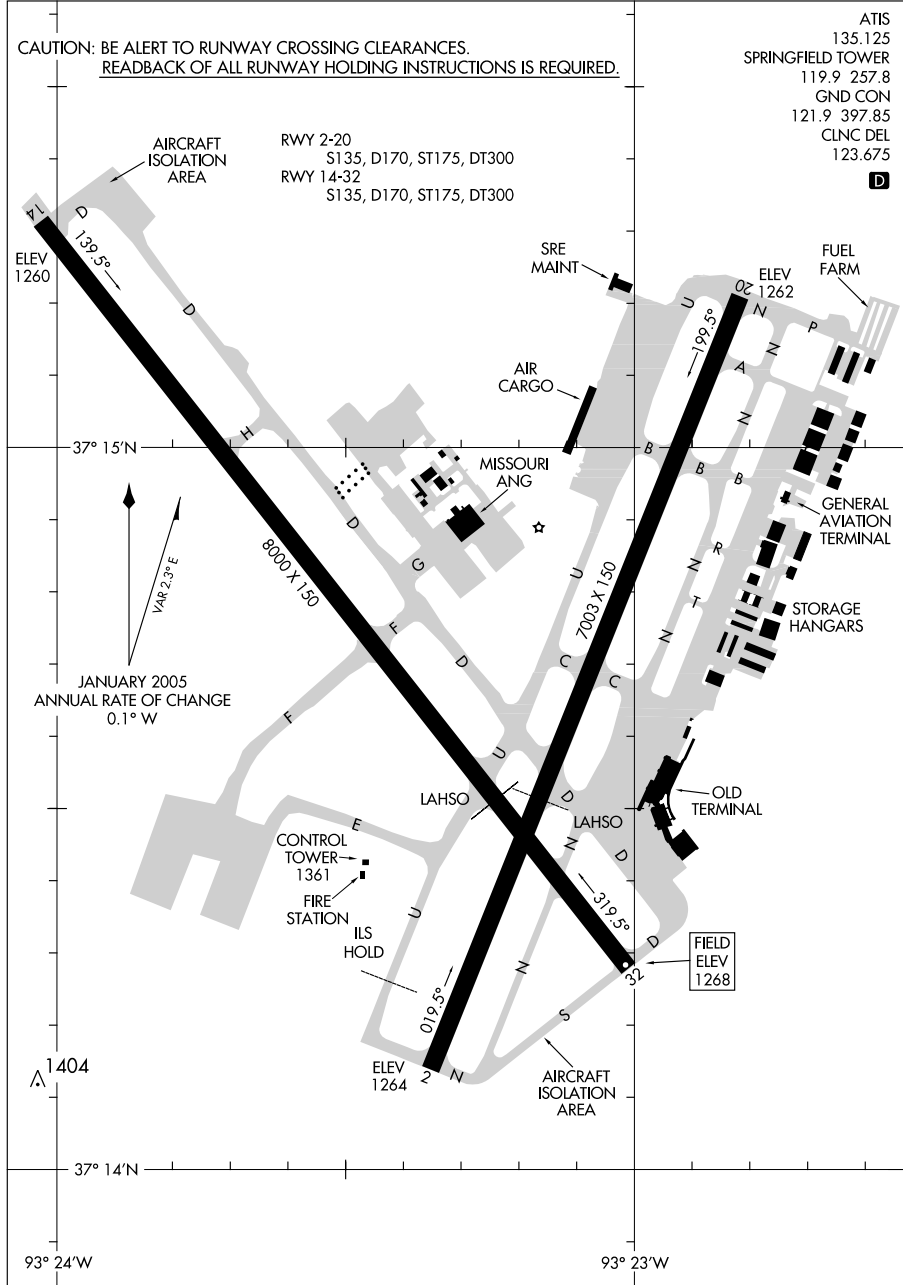 CAUTION: BE ALERT TO RUNWAY CROSSING CLEARANCES.
READBACK OF ALL RUNWAY HOLDING INSTRUCTIONS IS REQUIRED.
ATIS
135.125
SPRINGFIELD TOWER
119.9 257.8
GND CON
121.9 397.85
CLNC DEL
123.675
D
RWY 2-20
S135, D170, ST175, DT300
RWY 14-32
S135, D170, ST175, DT300
AIRCRAFT
ISOLATION
AREA
14
D
139.5°
ELEV
1260
D
SRE
MAINT
U
20
ELEV
1262
FUEL
FARM
N
P
199.5°
N
A
Z
AIR
CARGO
N
H
37° 15'N
B
B
B
MISSOURI
ANG
GENERAL
AVIATION
TERMINAL
D
G
8000 X 150
VAR 2.3° E
U
7003 X 150
R
N
T
N
STORAGE
HANGARS
F
D
C
C
JANUARY 2005
ANNUAL RATE OF CHANGE
0.1° W
F
U
LAHSO
LAHSO
D
OLD
TERMINAL
E
N
D
CONTROL
TOWER
1361
FIRE
STATION
U
319.5°
ILS
HOLD
N
D
FIELD
ELEV
1268
32
019.5°
S
ELEV
1264
2
N
AIRCRAFT
ISOLATION
AREA
1404
37° 14'N
93° 24'W
93° 23'W